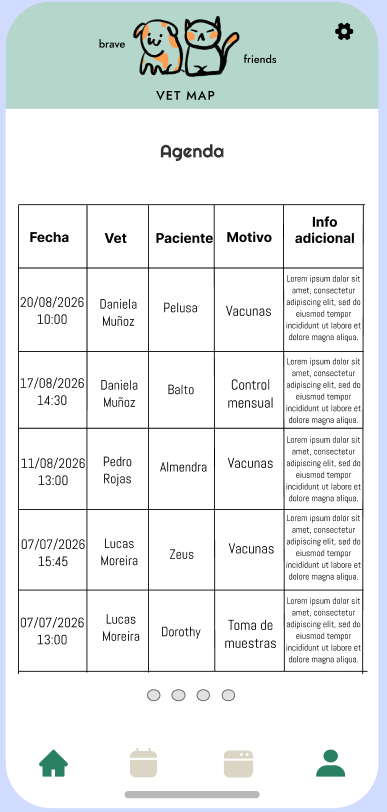 brave
friends
VET MAP
Agenda
Fecha
Vet
Paciente
Motivo
Info
adicional
20/08/2026
10:00
Daniela
Muñoz
Pelusa
Vacunas
Lorem ipsum dolor sit
amet, consectetur
adipiscing elit, sed do
eiusmod tempor
incididunt ut labore et
dolore magna aliqua.
17/08/2026
14:30
Daniela
Muñoz
Balto
Control
mensual
Lorem ipsum dolor sit
amet, consectetur
adipiscing elit, sed do
eiusmod tempor
incididunt ut labore et
dolore magna aliqua.
11/08/2026
13:00
Pedro
Rojas
Almendra
Vacunas
Lorem ipsum dolor sit
amet, consectetur
adipiscing elit, sed do
eiusmod tempor
incididunt ut labore et
dolore magna aliqua.
07/07/2026
15:45
Lucas
Moreira
Zeus
Vacunas
Lorem ipsum dolor sit
amet, consectetur
adipiscing elit, sed do
eiusmod tempor
incididunt ut labore et
dolore magna aliqua.
07/07/2026
13:00
Lucas
Moreira
Dorothy
Toma de
muestras
Lorem ipsum dolor sit
amet, consectetur
adipiscing elit, sed do
eiusmod tempor
incididunt ut labore et
dolore magna aliqua.